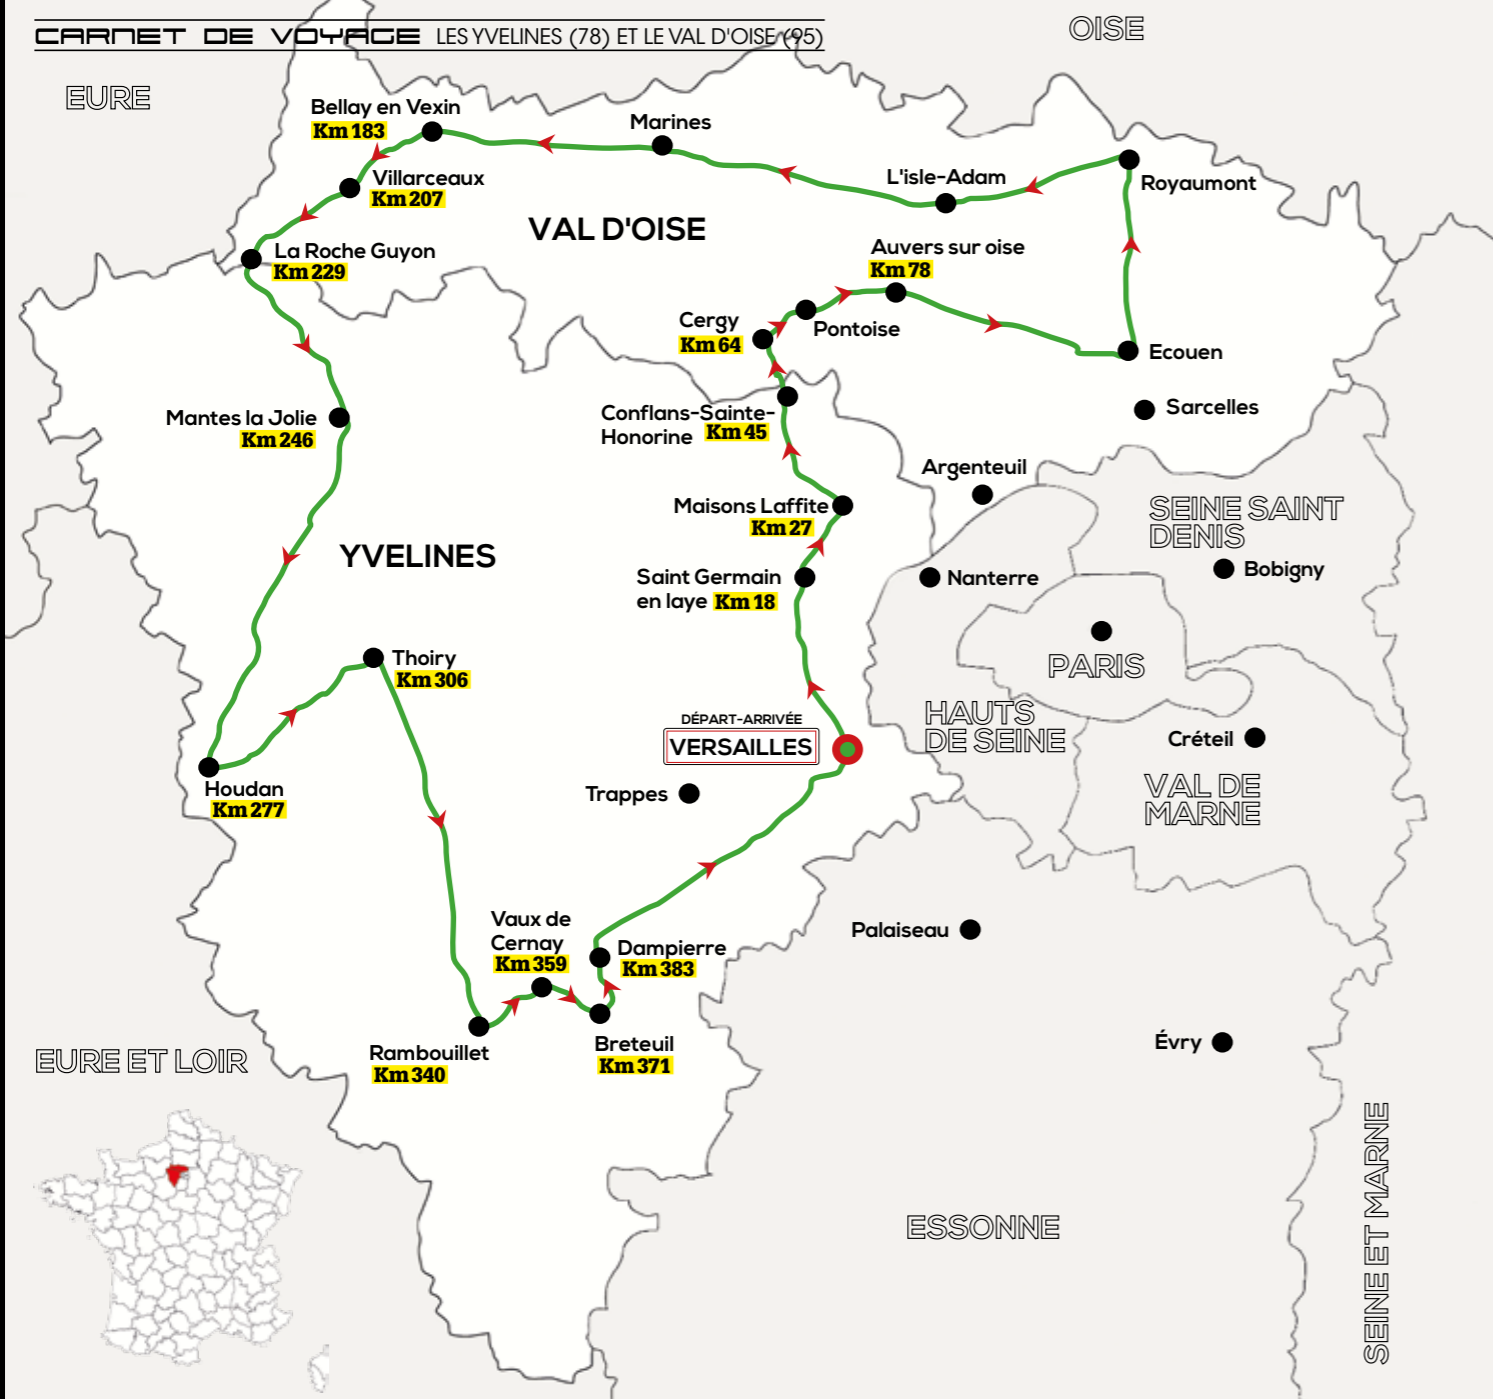 CARNET DE VOYAGE LES YVELINES (78) ET LE VAL D'OISE (95)
OISE
EURE
Bellay en Vexin
Km 183
Marines
Villarceaux
Km 207
L'isle-Adam
Royaumont
VAL D'OISE
La Roche Guyon
Km 229
Auvers sur oise
Km 78
Cergy
Km 64
Pontoise
Ecouen
Mantes la Jolie
Km 246
Conflans-Sainte-
Honorine Km 45
Sarcelles
Argenteuil
Maisons Laffite
Km 27
SEINE SAINT
DENIS
Bobigny
YVELINES
Saint Germain
en laye Km 18
Nanterre
Thoiry
Km 306
PARIS
HAUTS
DE SEINE
DÉPART-ARRIVÉE
VERSAILLES
Créteil
Houdan
Km 277
Trappes
VAL DE
MARNE
Vaux de
Cernay
Km 359
Dampierre
Km 383
Palaiseau
Rambouillet
Km 340
Breteuil
Km 371
Évry
EURE ET LOIR
ESSONNE
SEINE ET MARNE